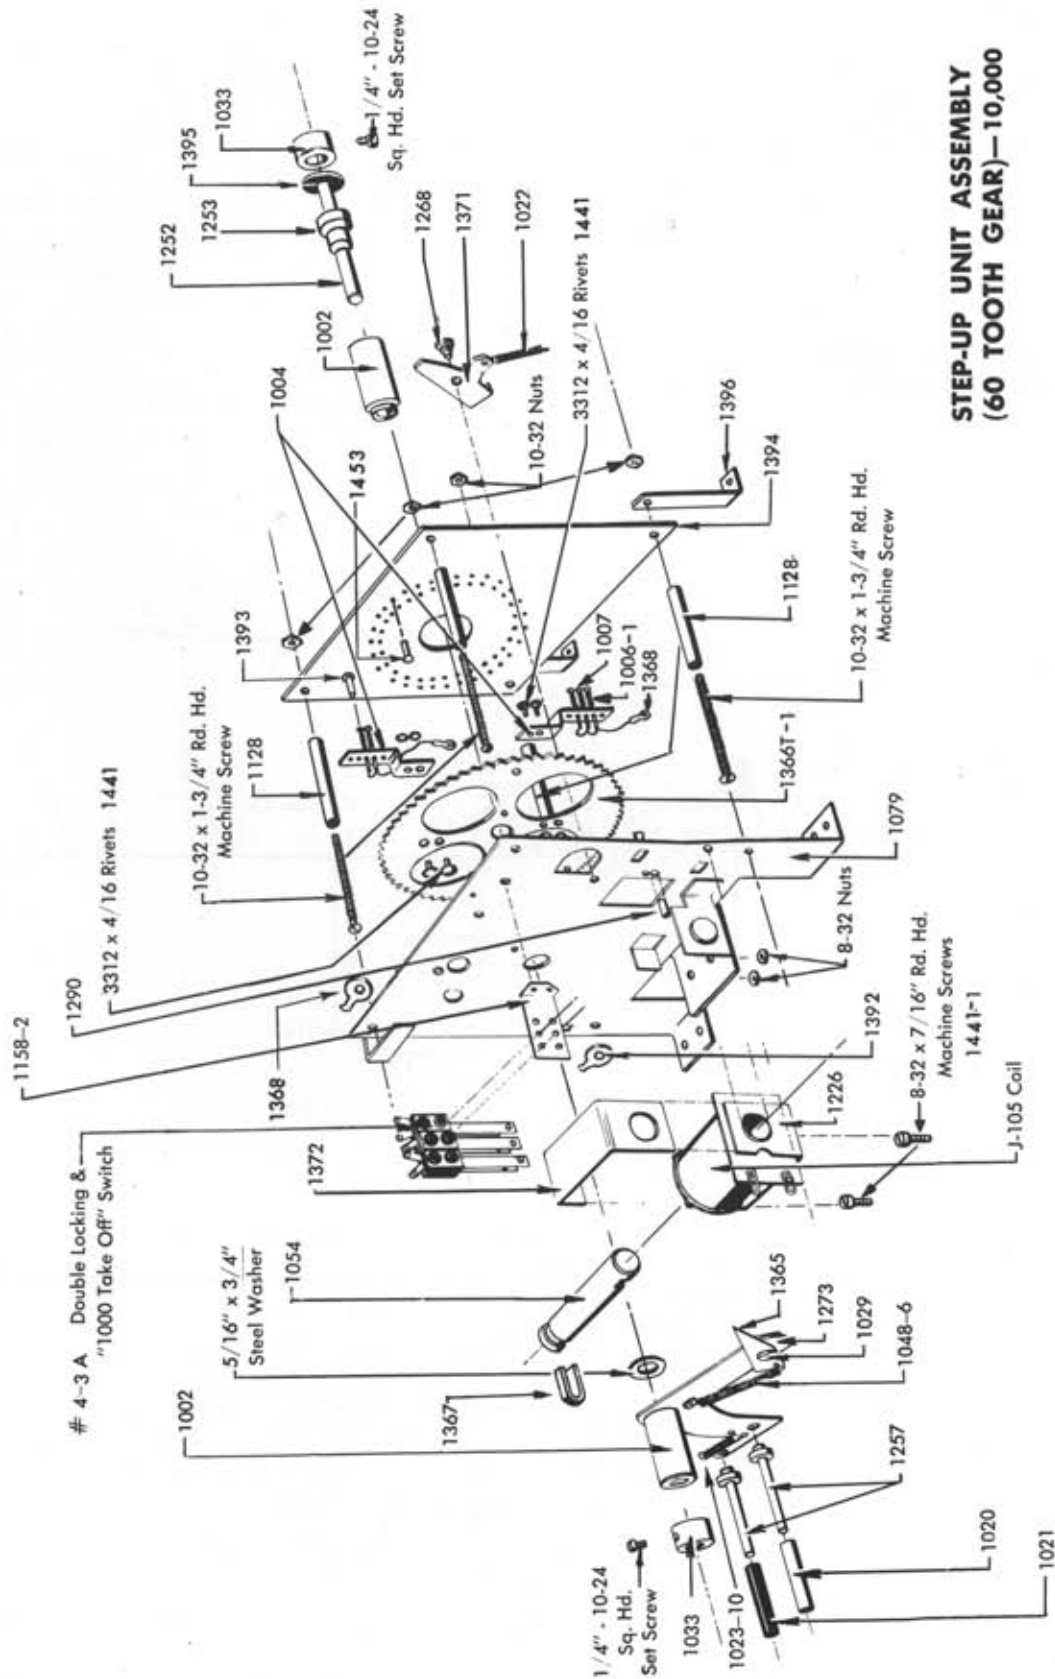 # 4-3 A Double Locking &
"1000 Take Off" Switch
1158-2
1290
3312 x 4/16 Rivets 1441
10-32 x 1-3/4" Rd. Hd.
Machine Screw
1128
1393
1453
1004
1002
1252
1253
1395
1033
1/4" - 10-24
Sq. Hd. Set Screw
1268
1371
1022
3312 x 4/16 Rivets 1441
10-32 Nuts
1396
1394
10-32 x 1-3/4" Rd. Hd.
Machine Screw
1128
1007
1006-1
1368
1366T-1
1079
8-32 Nuts
8-32 x 7/16" Rd. Hd.
Machine Screws
1441-1
1392
1226
J-105 Coil
1368
1372
5/16" x 3/4"
Steel Washer
1054
1002
1367
1365
1273
1029
1048-6
1257
1020
1021
1/4" - 10-24
Sq. Hd.
Set Screw
1033
1023-10
STEP-UP UNIT ASSEMBLY
(60 TOOTH GEAR)—10,000